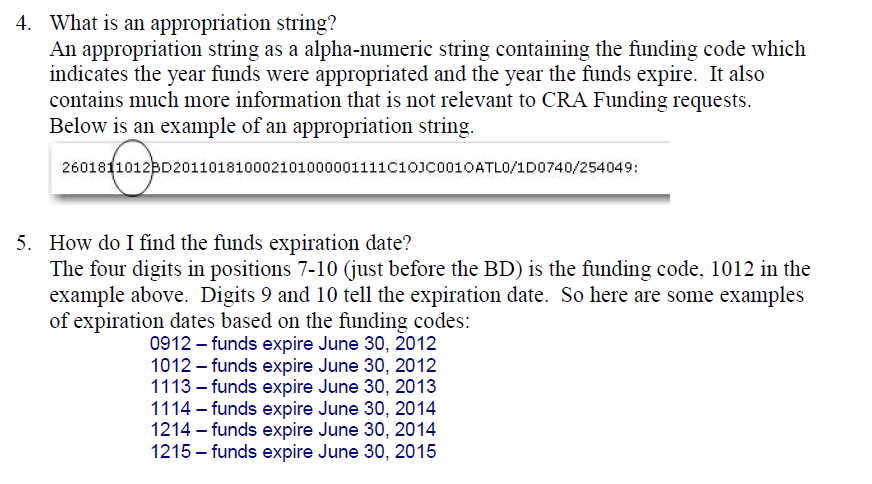 4. What is an appropriation string?
An appropriation string as a alpha-numeric string containing the funding code which
indicates the year funds were appropriated and the year the funds expire. It also
contains much more information that is not relevant to CRA Funding requests.
Below is an example of an appropriation string.
2601811012BD201101810002101000001111C1OJC001OATLO/1D0740/254049:
5. How do I find the funds expiration date?
The four digits in positions 7-10 (just before the BD) is the funding code, 1012 in the
example above. Digits 9 and 10 tell the expiration date. So here are some examples
of expiration dates based on the funding codes:
0912 – funds expire June 30, 2012
1012 – funds expire June 30, 2012
1113 – funds expire June 30, 2013
1114 – funds expire June 30, 2014
1214 – funds expire June 30, 2014
1215 – funds expire June 30, 2015